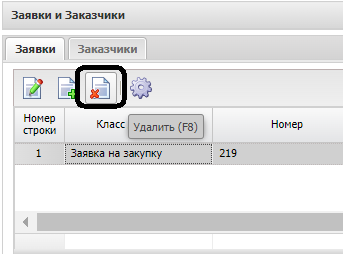 Заявки и Заказчики
Заявки Заказчики
Номер строки Класс Номер
Удалить (F8)
1 Заявка на закупку 219